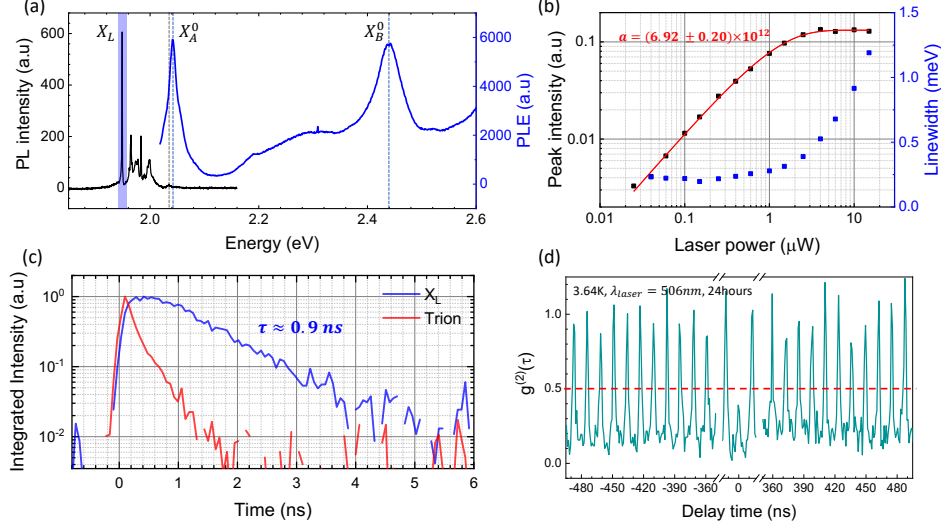 (a)
X_L
X_A^0
X_B^0
600
400
200
0
PL intensity (a.u)
6000
4000
2000
0
PLE (a.u)
2.0
2.2
2.4
2.6
Energy (eV)
(b)
a = (6.92 ± 0.20)×10^12
0.1
0.01
Peak intensity (a.u)
1.5
1.0
0.5
0.0
Linewidth (meV)
0.01
0.1
1
10
Laser power (μW)
(c)
X_L
Trion
τ ≈ 0.9 ns
10^0
10^-1
10^-2
Integrated Intensity (a.u)
0
1
2
3
4
5
6
Time (ns)
(d)
3.64K, λ_laser = 506nm, 24hours
1.0
0.5
0.0
g^(2)(τ)
-480
-450
-420
-390
-360
0
360
390
420
450
480
Delay time (ns)